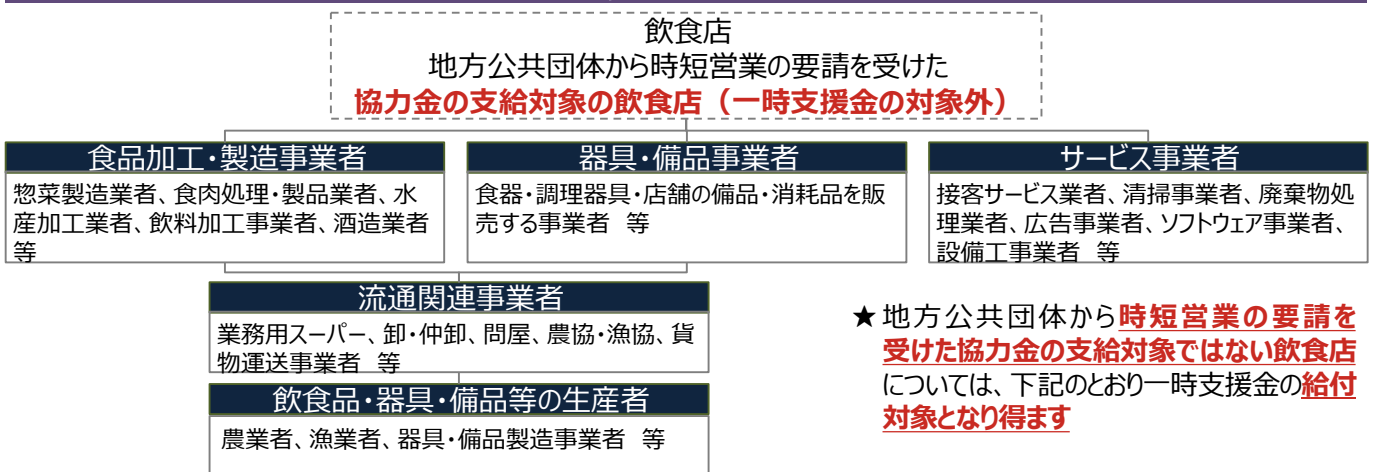 飲食店
地方公共団体から時短営業の要請を受けた
協力金の支給対象の飲食店（一時支援金の対象外）
食品加工・製造事業者
惣菜製造業者、食肉処理・製品業者、水
産加工業者、飲料加工事業者、酒造業者
等
器具・備品事業者
食器・調理器具・店舗の備品・消耗品を販
売する事業者　等
サービス事業者
接客サービス業者、清掃事業者、廃棄物処
理業者、広告事業者、ソフトウェア事業者、
設備工事業者　等
流通関連事業者
業務用スーパー、卸・仲卸、問屋、農協・漁協、貨
物運送事業者　等
飲食品・器具・備品等の生産者
農業者、漁業者、器具・備品製造事業者　等
★地方公共団体から時短営業の要請を
受けた協力金の支給対象ではない飲食店
については、下記のとおり一時支援金の給付
対象となり得ます